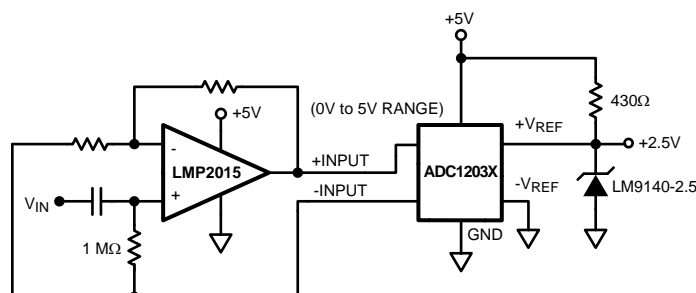 +5V
+5V
(0V to 5V RANGE)
430Ω
+VREF
+2.5V
-
LMP2015
+INPUT
ADC1203X
+
-INPUT
-VREF
LM9140-2.5
VIN
1 MΩ
GND